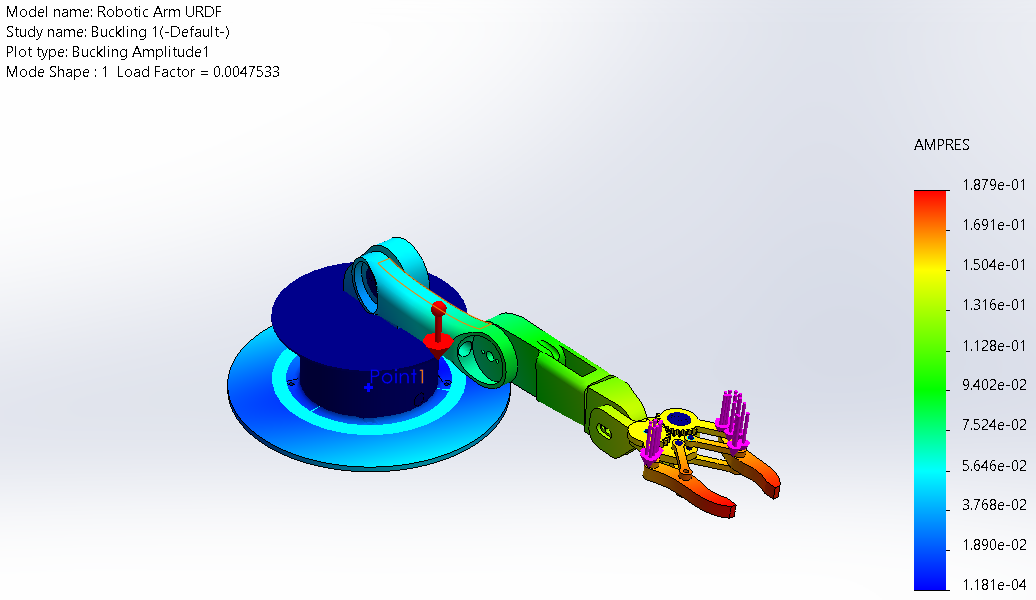 Model name: Robotic Arm URDF
Study name: Buckling 1(-Default-)
Plot type: Buckling Amplitude1
Mode Shape : 1  Load Factor = 0.0047533
AMPRES
1.879e-01
1.691e-01
1.504e-01
1.316e-01
1.128e-01
9.402e-02
7.524e-02
5.646e-02
3.768e-02
1.890e-02
1.181e-04
Point1